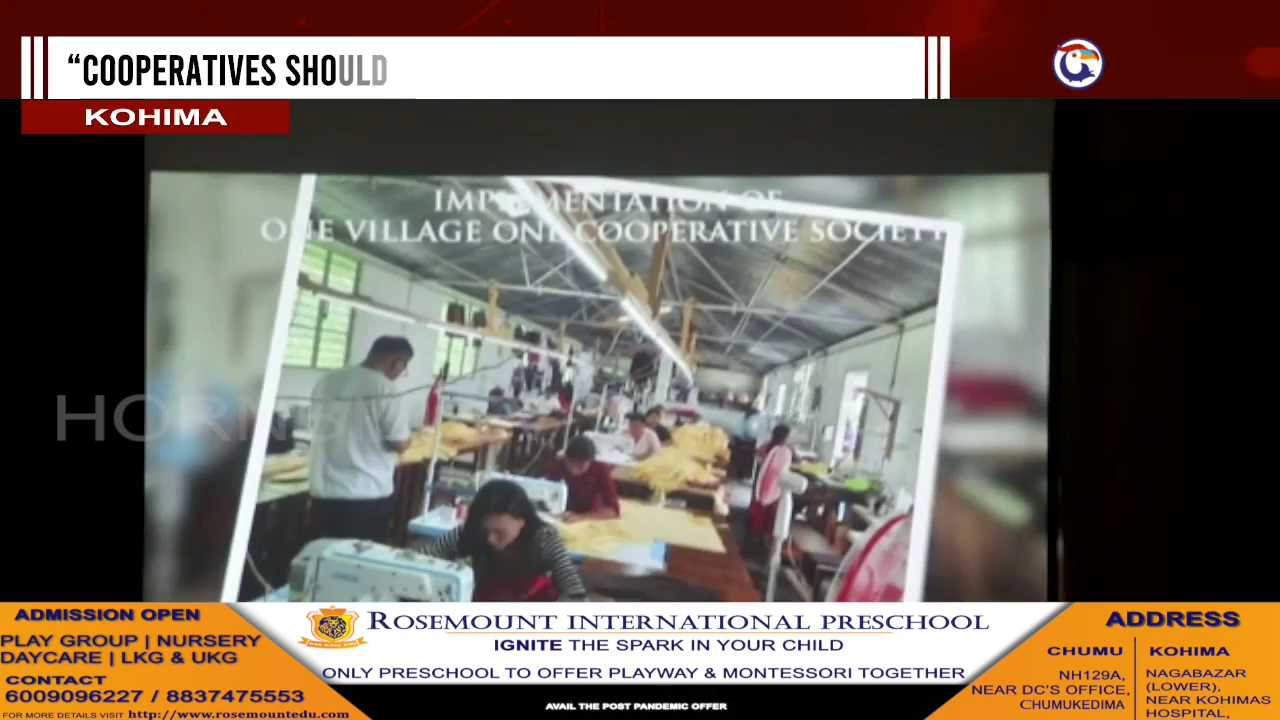 “COOPERATIVES SHOULD
KOHIMA
IMPLEMENTATION OF
ONE VILLAGE ONE COOPERATIVE SOCIETY
HORNBILL
ADMISSION OPEN
PLAY GROUP | NURSERY
DAYCARE | LKG & UKG
CONTACT
6009096227 / 8837475553
FOR MORE DETAILS VISIT http://www.rosemountedu.com
ROSEMOUNT INTERNATIONAL PRESCHOOL
IGNITE THE SPARK IN YOUR CHILD
ONLY PRESCHOOL TO OFFER PLAYWAY & MONTESSORI TOGETHER
AVAIL THE POST PANDEMIC OFFER
ADDRESS
CHUMU
NH129A,
NEAR DC'S OFFICE,
CHUMUKEDIMA
KOHIMA
NAGABAZAR
(LOWER),
NEAR KOHIMAS
HOSPITAL,